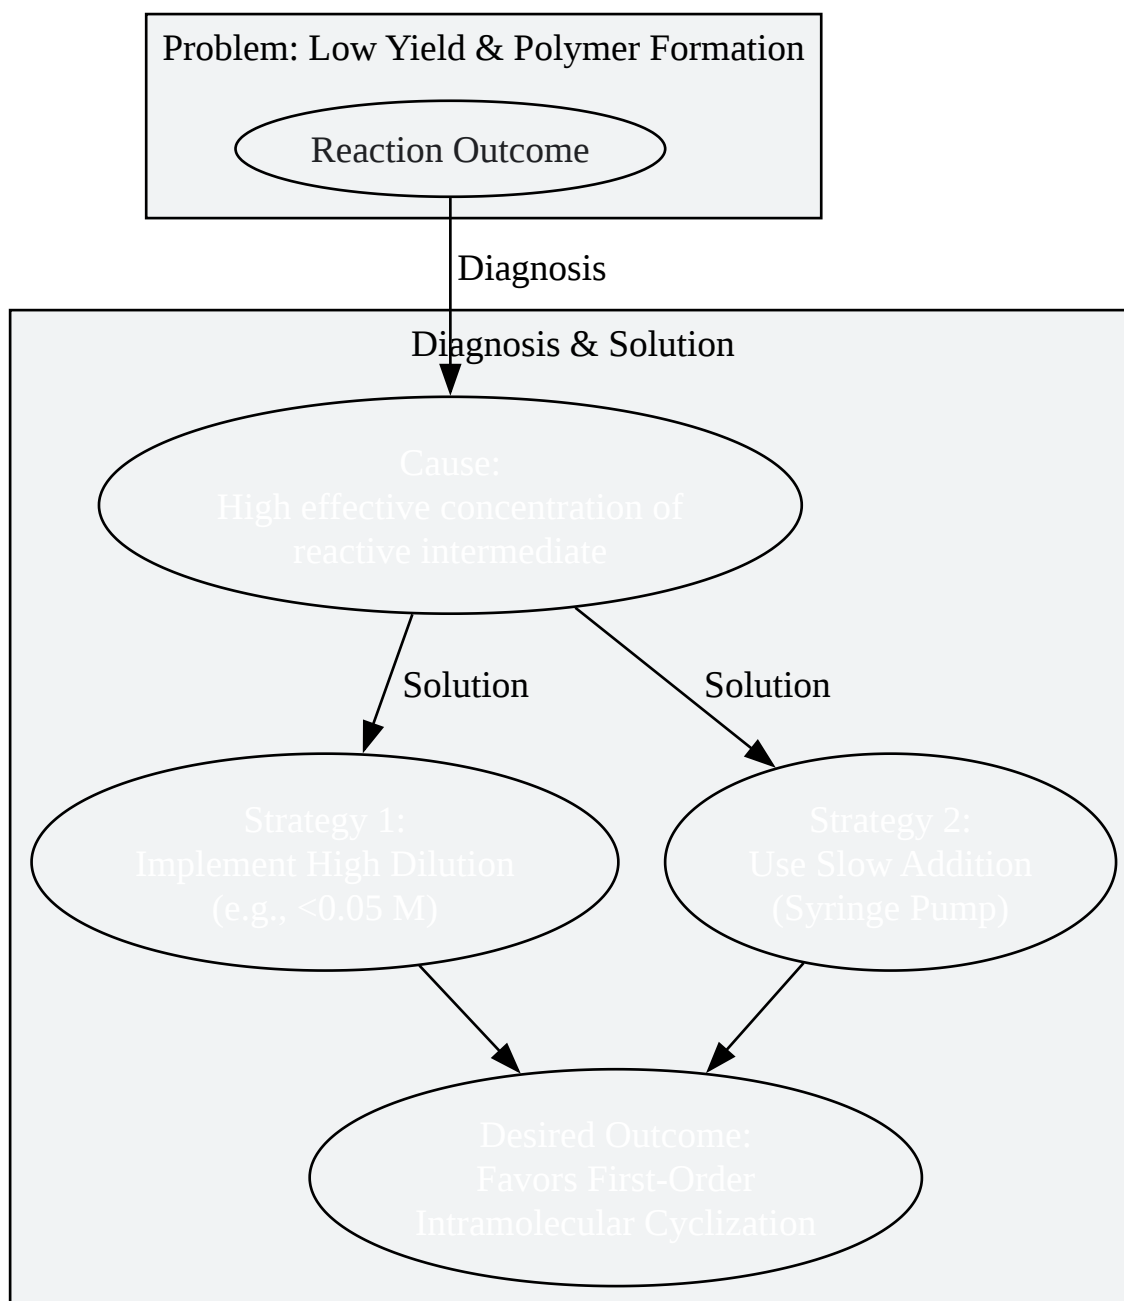 Problem: Low Yield & Polymer Formation
Reaction Outcome
Diagnosis
Diagnosis & Solution
Cause:
High effective concentration of
reactive intermediate
Solution
Solution
Strategy 1:
Implement High Dilution
(e.g., <0.05 M)
Strategy 2:
Use Slow Addition
(Syringe Pump)
Desired Outcome:
Favors First-Order
Intramolecular Cyclization